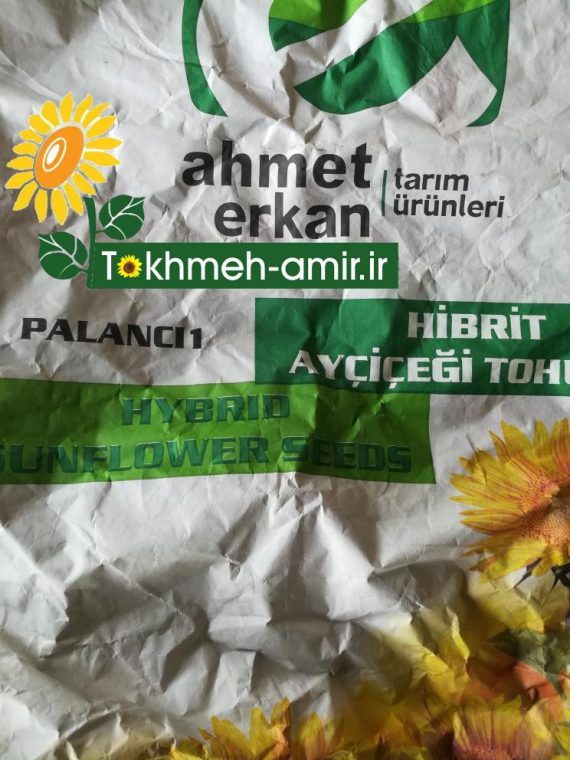 ahmet
erkan
tarım
ürünleri
Tokhmeh-amir.ir
PALANCI1
HİBRİT
AYÇİÇEĞİ TOHU
HYBRID
SUNFLOWER SEEDS